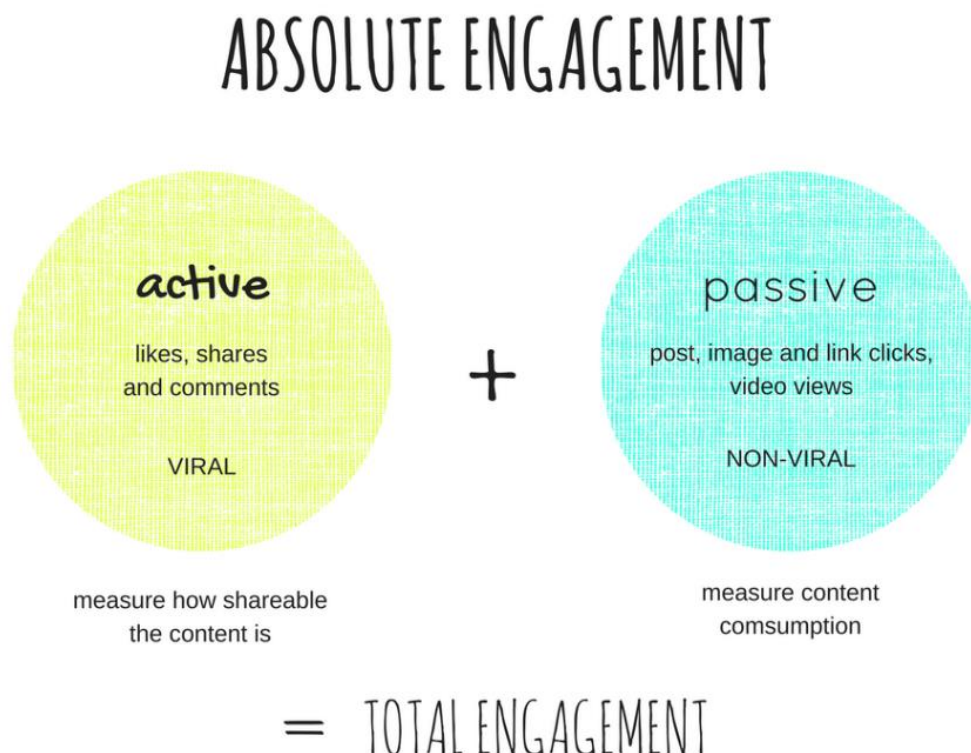 ABSOLUTE ENGAGEMENT
active
likes, shares
and comments
VIRAL
measure how shareable
the content is
+
passive
post, image and link clicks,
video views
NON-VIRAL
measure content
comsumption
= TOTAL ENGAGEMENT